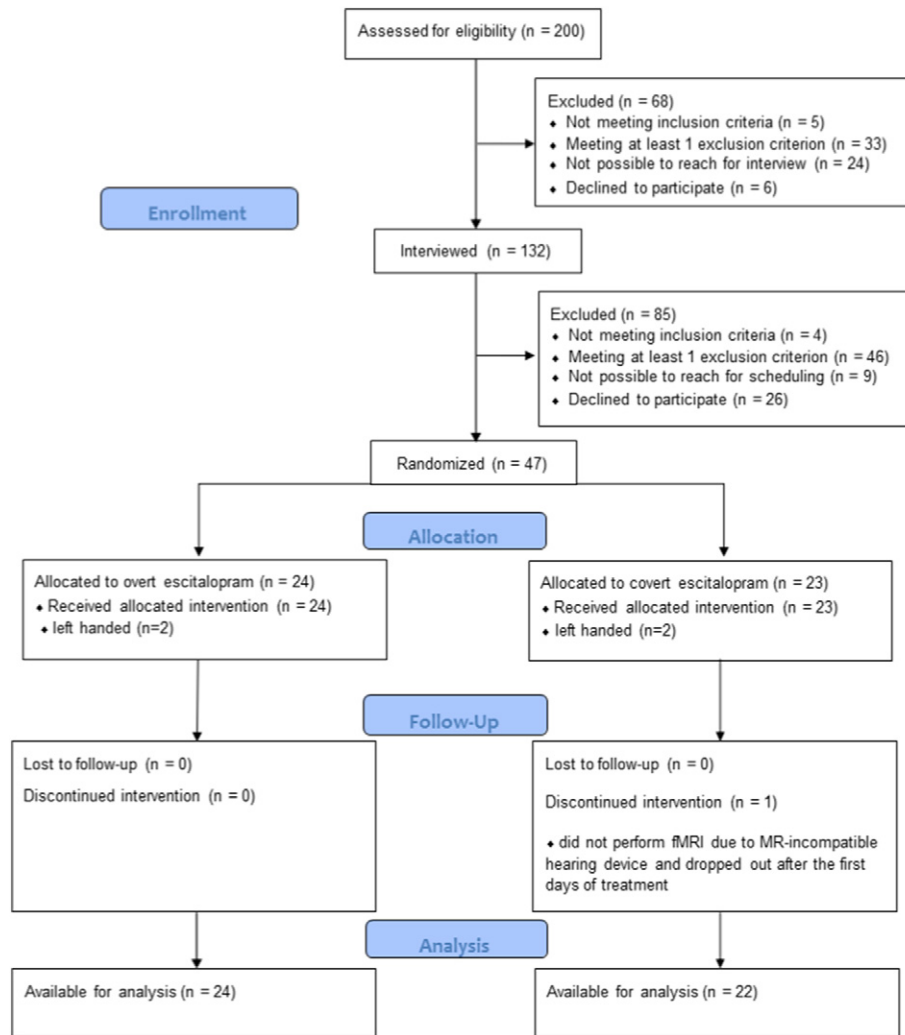 Assessed for eligibility (n = 200)
Excluded (n = 68)
⬧ Not meeting inclusion criteria (n = 5)
⬧ Meeting at least 1 exclusion criterion (n = 33)
⬧ Not possible to reach for interview (n = 24)
⬧ Declined to participate (n = 6)
Enrollment
Interviewed (n = 132)
Excluded (n = 85)
⬧ Not meeting inclusion criteria (n = 4)
⬧ Meeting at least 1 exclusion criterion (n = 46)
⬧ Not possible to reach for scheduling (n = 9)
⬧ Declined to participate (n = 26)
Randomized (n = 47)
Allocation
Allocated to overt escitalopram (n = 24)
⬧ Received allocated intervention (n = 24)
⬧ left handed (n=2)
Allocated to covert escitalopram (n = 23)
⬧ Received allocated intervention (n = 23)
⬧ left handed (n=2)
Follow-Up
Lost to follow-up (n = 0)
Discontinued intervention (n = 0)
Lost to follow-up (n = 0)
Discontinued intervention (n = 1)
⬧ did not perform fMRI due to MR-incompatible
hearing device and dropped out after the first
days of treatment
Analysis
Available for analysis (n = 24)
Available for analysis (n = 22)